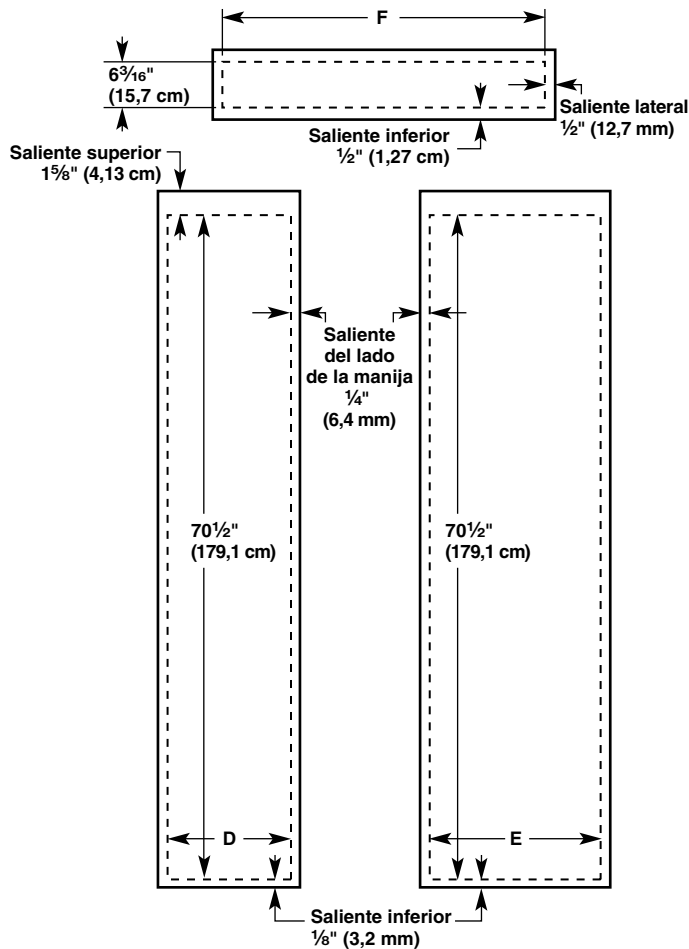 F
6 3⁄16"
(15,7 cm)
Saliente lateral
½" (12,7 mm)
Saliente inferior
½" (1,27 cm)
Saliente superior
1⅝" (4,13 cm)
Saliente
del lado
de la manija
¼"
(6,4 mm)
70½"
(179,1 cm)
70½"
(179,1 cm)
D
E
Saliente inferior
⅛" (3,2 mm)